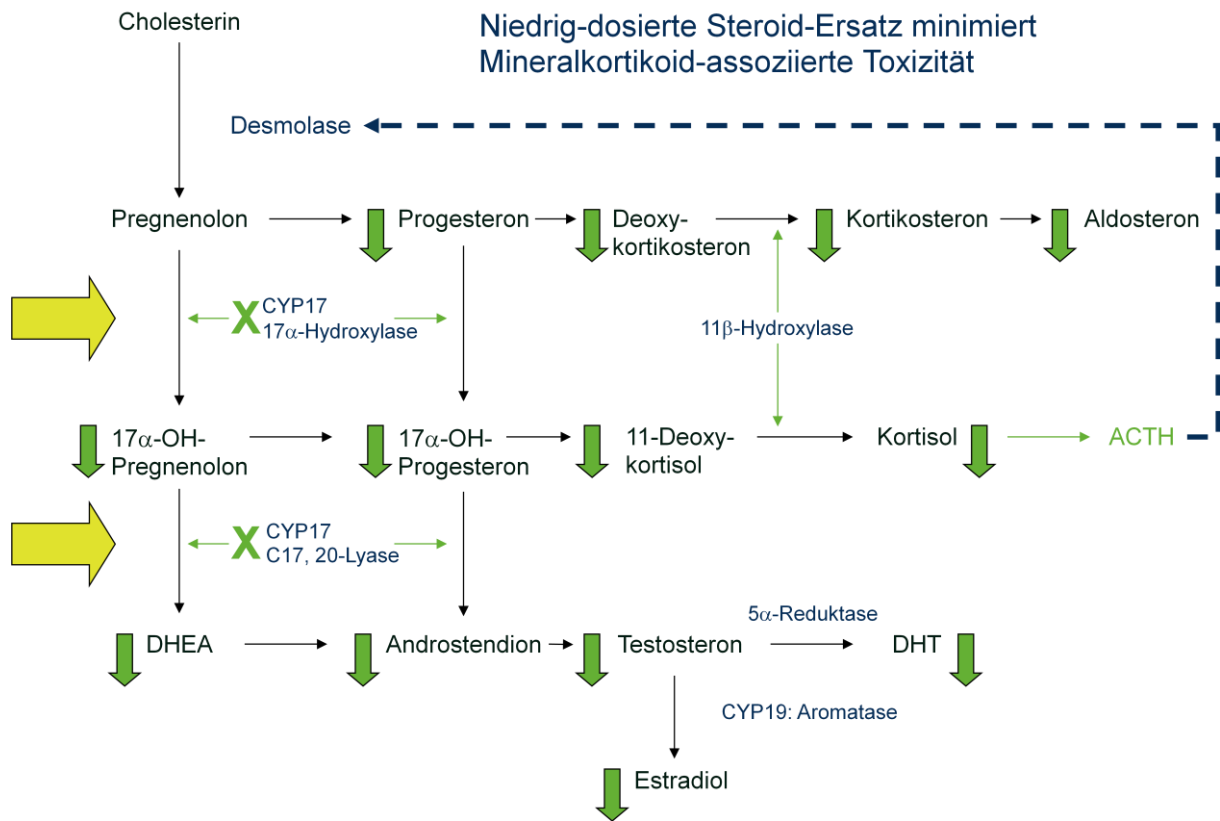 Cholesterin
Niedrig-dosierte Steroid-Ersatz minimiert
Mineralkortikoid-assoziierte Toxizität
Desmolase
Pregnenolon
Progesteron
Deoxy-
kortikosteron
Kortikosteron
Aldosteron
X
CYP17
17α-Hydroxylase
11β-Hydroxylase
17α-OH-
Pregnenolon
17α-OH-
Progesteron
11-Deoxy-
kortisol
Kortisol
ACTH
X
CYP17
C17, 20-Lyase
5α-Reduktase
DHEA
Androstendion
Testosteron
DHT
CYP19: Aromatase
Estradiol